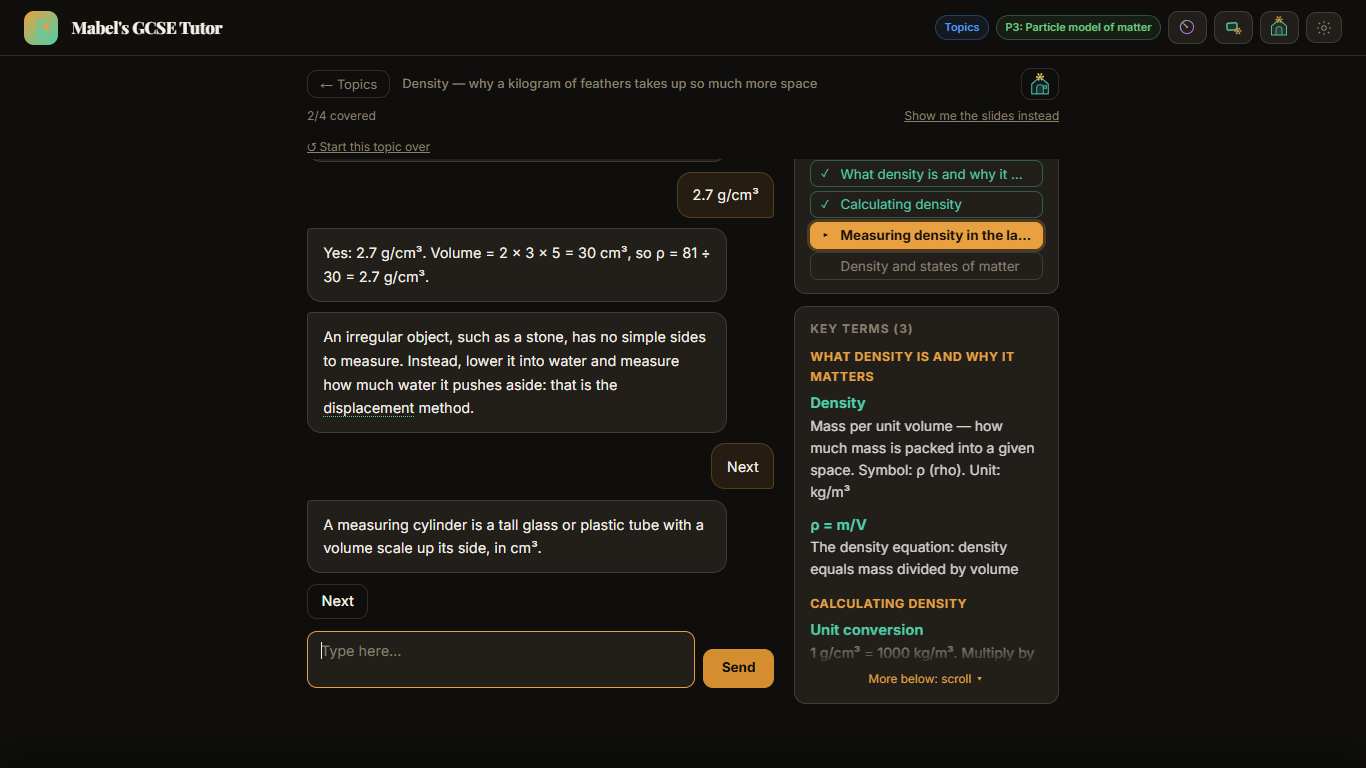 Mabel's GCSE Tutor
Topics
P3: Particle model of matter
← Topics
Density — why a kilogram of feathers takes up so much more space
2/4 covered
Show me the slides instead
↺ Start this topic over
2.7 g/cm³
Yes: 2.7 g/cm³. Volume = 2 × 3 × 5 = 30 cm³, so ρ = 81 ÷
30 = 2.7 g/cm³.
An irregular object, such as a stone, has no simple sides
to measure. Instead, lower it into water and measure
how much water it pushes aside: that is the
displacement method.
Next
A measuring cylinder is a tall glass or plastic tube with a
volume scale up its side, in cm³.
Next
Type here...
Send
✓ What density is and why it ...
✓ Calculating density
‣ Measuring density in the la...
Density and states of matter
KEY TERMS (3)
WHAT DENSITY IS AND WHY IT
MATTERS
Density
Mass per unit volume — how
much mass is packed into a given
space. Symbol: ρ (rho). Unit:
kg/m³
ρ = m/V
The density equation: density
equals mass divided by volume
CALCULATING DENSITY
Unit conversion
1 g/cm³ = 1000 kg/m³. Multiply by
More below: scroll ▾